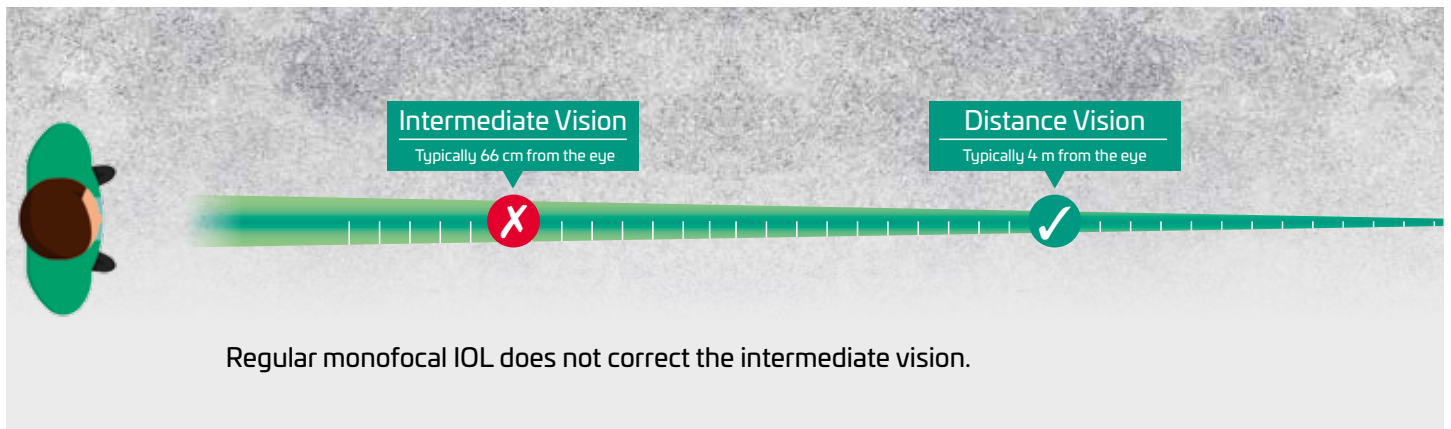 Intermediate Vision
Typically 66 cm from the eye
Distance Vision
Typically 4 m from the eye
Regular monofocal IOL does not correct the intermediate vision.